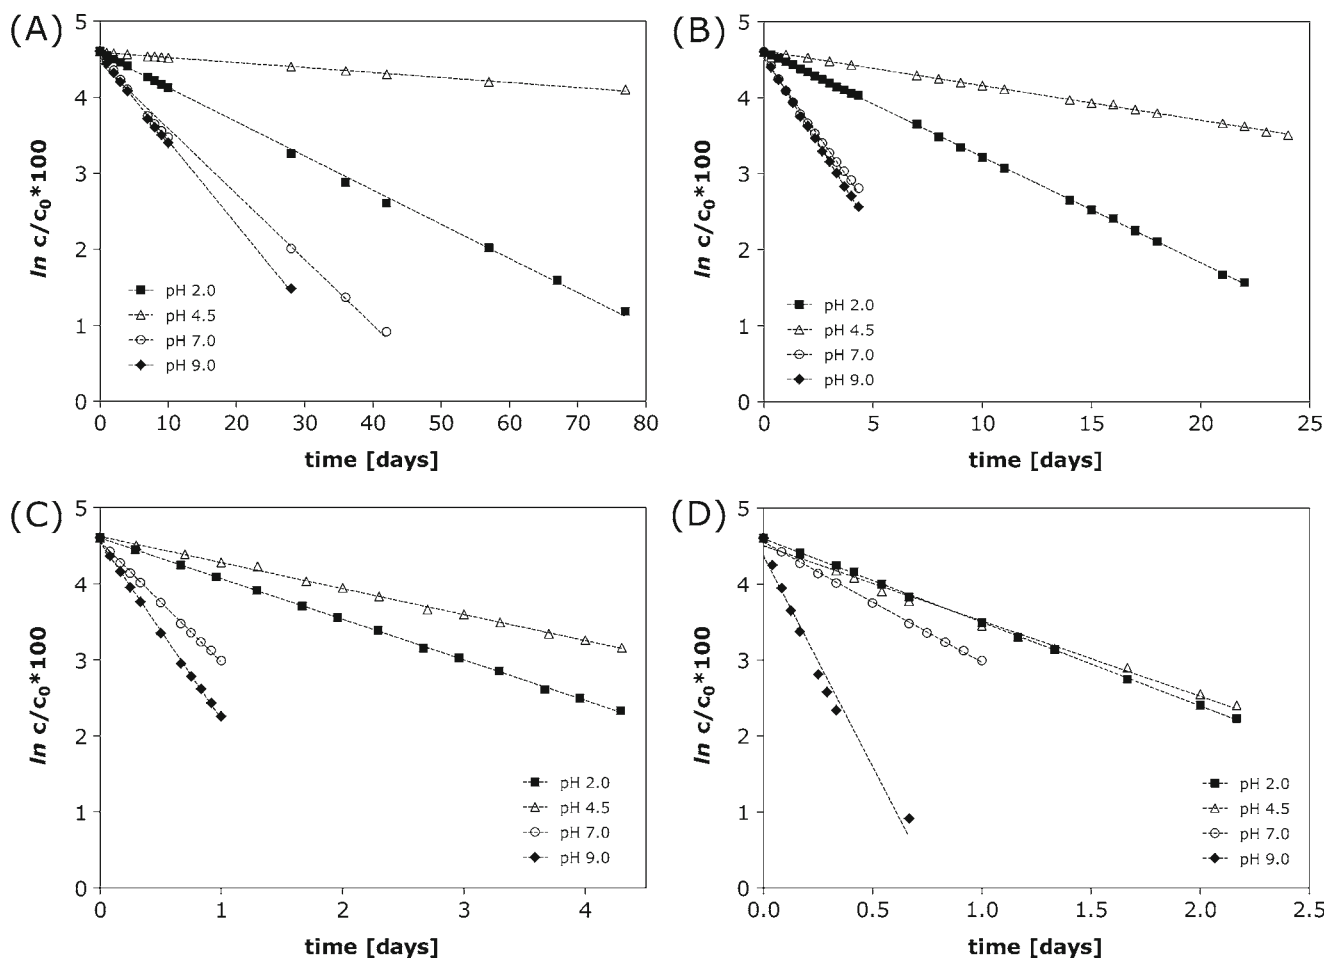 (A)
5
4
3
2
1
0
ln c/c₀*100
pH 2.0
pH 4.5
pH 7.0
pH 9.0
0 10 20 30 40 50 60 70 80
time [days]
(B)
5
4
3
2
1
0
ln c/c₀*100
pH 2.0
pH 4.5
pH 7.0
pH 9.0
0 5 10 15 20 25
time [days]
(C)
5
4
3
2
1
0
ln c/c₀*100
pH 2.0
pH 4.5
pH 7.0
pH 9.0
0 1 2 3 4
time [days]
(D)
5
4
3
2
1
0
ln c/c₀*100
pH 2.0
pH 4.5
pH 7.0
pH 9.0
0.0 0.5 1.0 1.5 2.0 2.5
time [days]